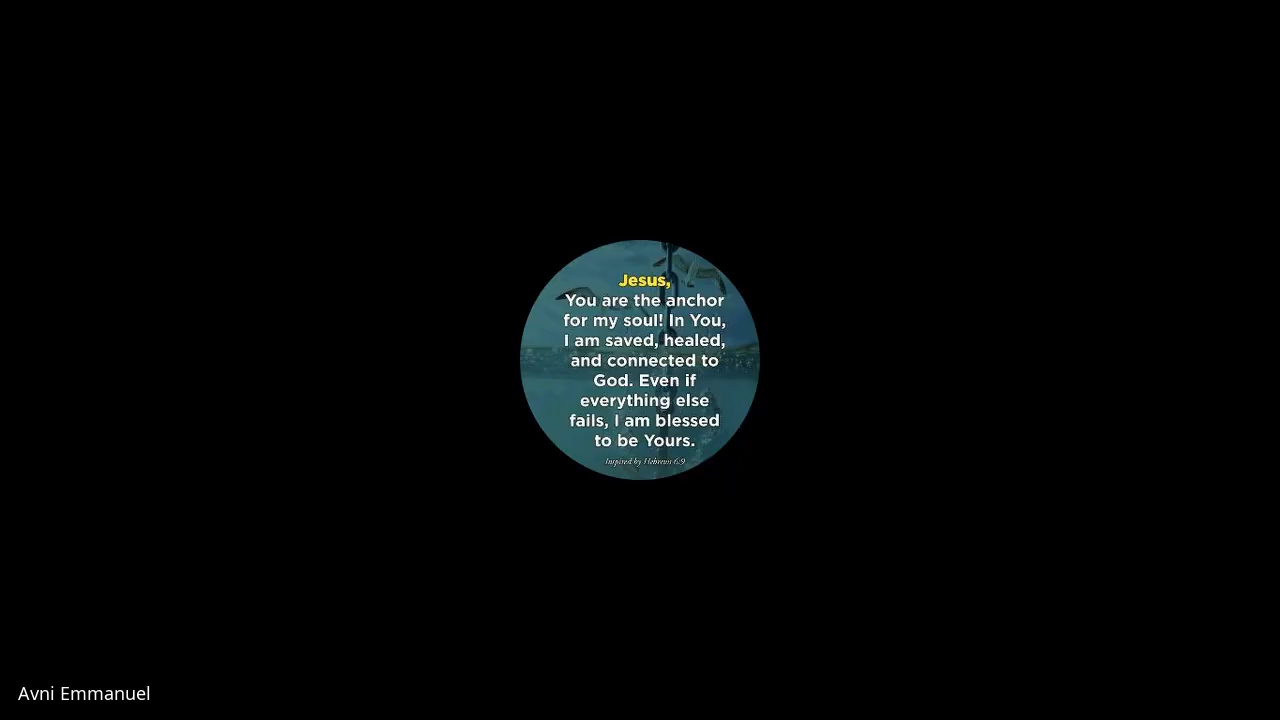 Jesus,
You are the anchor
for my soul! In You,
I am saved, healed,
and connected to
God. Even if
everything else
fails, I am blessed
to be Yours.
Inspired by Hebrews 6:9
Avni Emmanuel